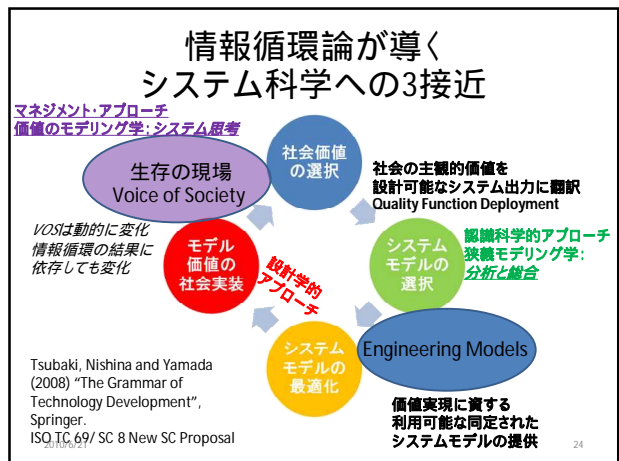 情報循環論が導く
システム科学への3接近
マネジメント・アプローチ
価値のモデリング学：システム思考
生存の現場
Voice of Society
社会価値
の選択
社会の主観的価値を
設計可能なシステム出力に翻訳
Quality Function Deployment
VOSは動的に変化
情報循環の結果に
依存しても変化
モデル
価値の
社会実装
設計学的
アプローチ
システム
モデルの
選択
認識科学的アプローチ
狭義モデリング学：
分析と総合
システム
モデルの
最適化
Engineering Models
Tsubaki, Nishina and Yamada
(2008) “The Grammar of
Technology Development”,
Springer.
ISO TC 69/ SC 8 New SC Proposal
価値実現に資する
利用可能な同定された
システムモデルの提供
2010/6/21
24